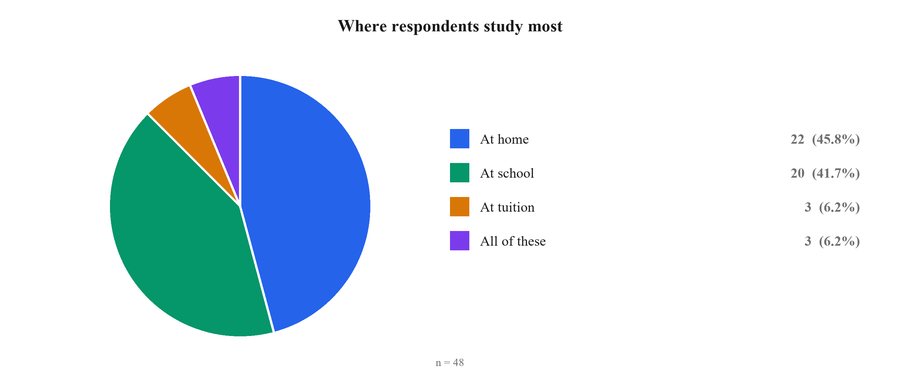 Where respondents study most
At home 22 (45.8%)
At school 20 (41.7%)
At tuition 3 (6.2%)
All of these 3 (6.2%)
n = 48